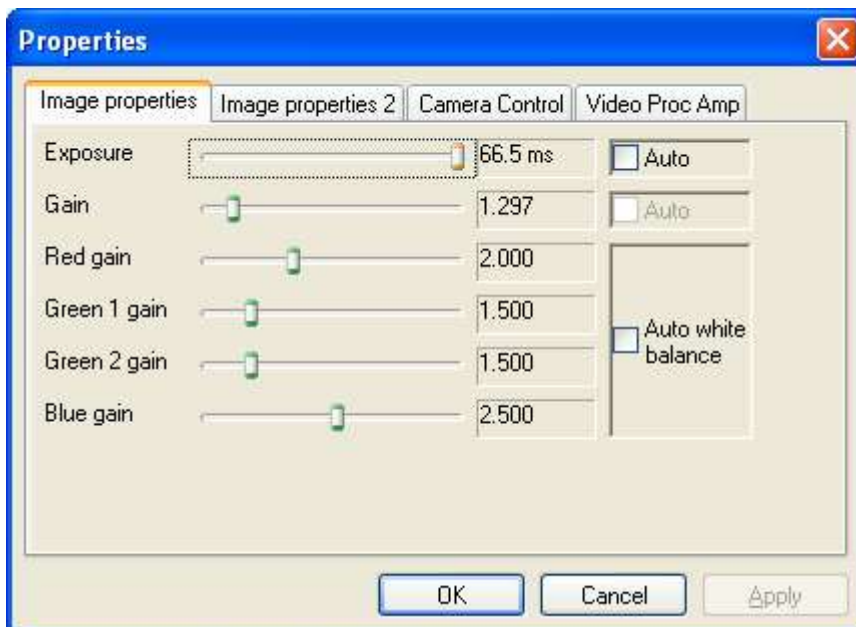 Properties
Image properties Image properties 2 Camera Control Video Proc Amp
Exposure 66.5 ms Auto
Gain 1.297 Auto
Red gain 2.000
Green 1 gain 1.500
Auto white
balance
Green 2 gain 1.500
Blue gain 2.500
OK Cancel Apply